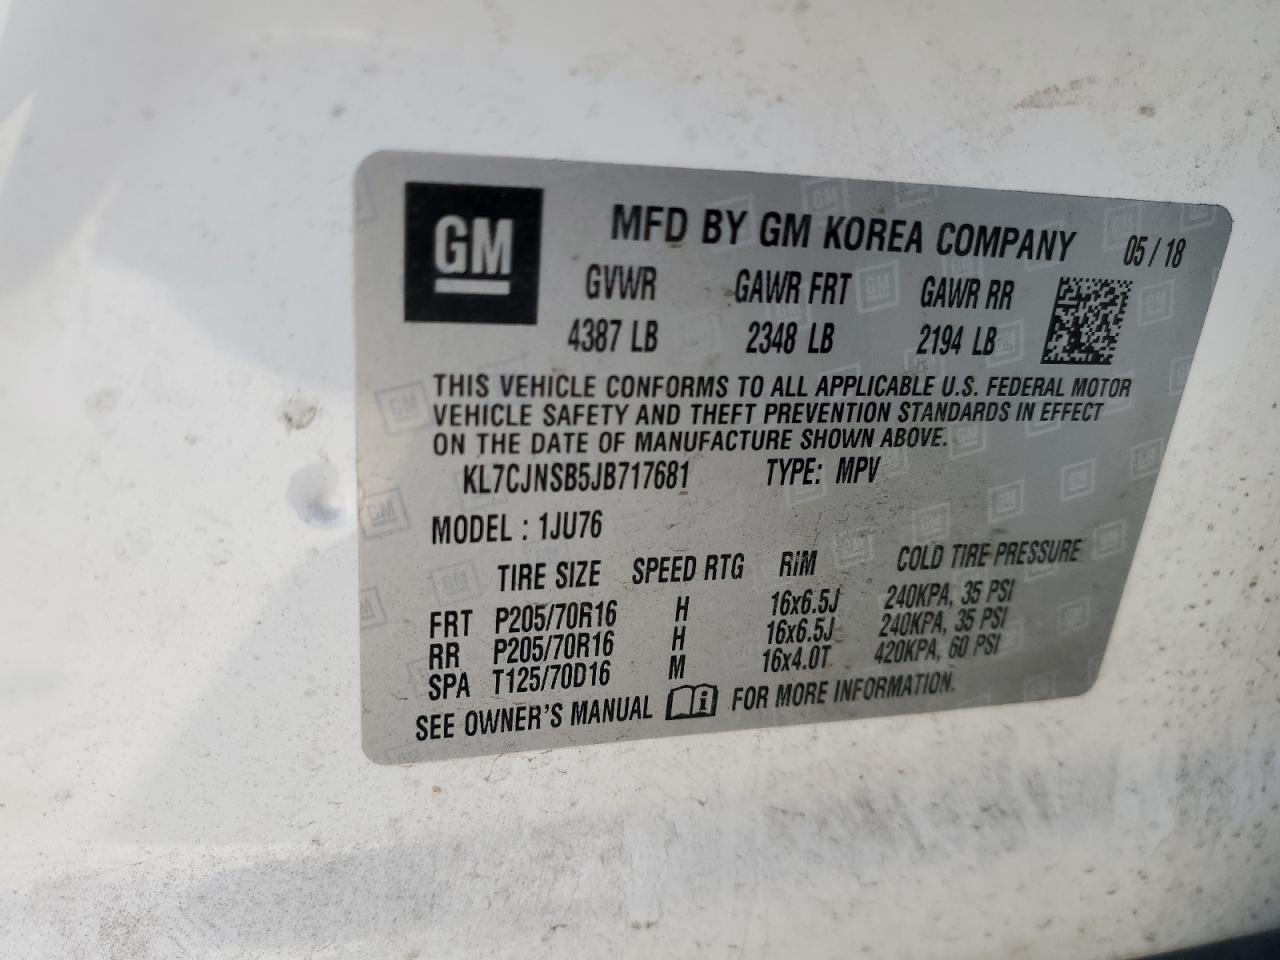 GM
MFD BY GM KOREA COMPANY 05/18
GVWR GAWR FRT GAWR RR
4387 LB 2348 LB 2194 LB
THIS VEHICLE CONFORMS TO ALL APPLICABLE U.S. FEDERAL MOTOR
VEHICLE SAFETY AND THEFT PREVENTION STANDARDS IN EFFECT
ON THE DATE OF MANUFACTURE SHOWN ABOVE.
KL7CJNSB5JB717681 TYPE: MPV
MODEL : 1JU76
TIRE SIZE SPEED RTG RIM COLD TIRE PRESSURE
FRT P205/70R16 H 16x6.5J 240KPA, 35 PSI
RR P205/70R16 H 16x6.5J 240KPA, 35 PSI
SPA T125/70D16 M 16x4.0T 420KPA, 60 PSI
SEE OWNER'S MANUAL i FOR MORE INFORMATION.